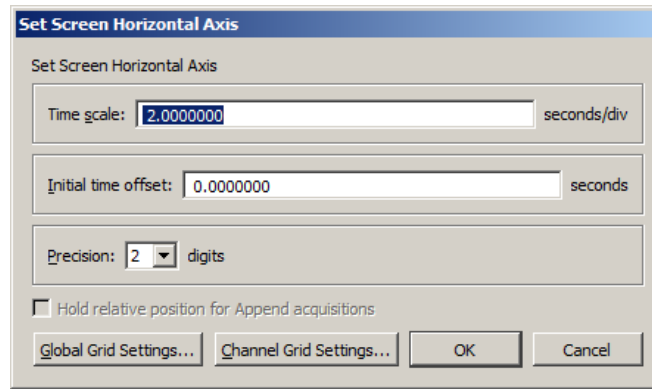 Set Screen Horizontal Axis
Set Screen Horizontal Axis
Time scale: 2.0000000 seconds/div
Initial time offset: 0.0000000 seconds
Precision: 2 digits
Hold relative position for Append acquisitions
Global Grid Settings... Channel Grid Settings... OK Cancel